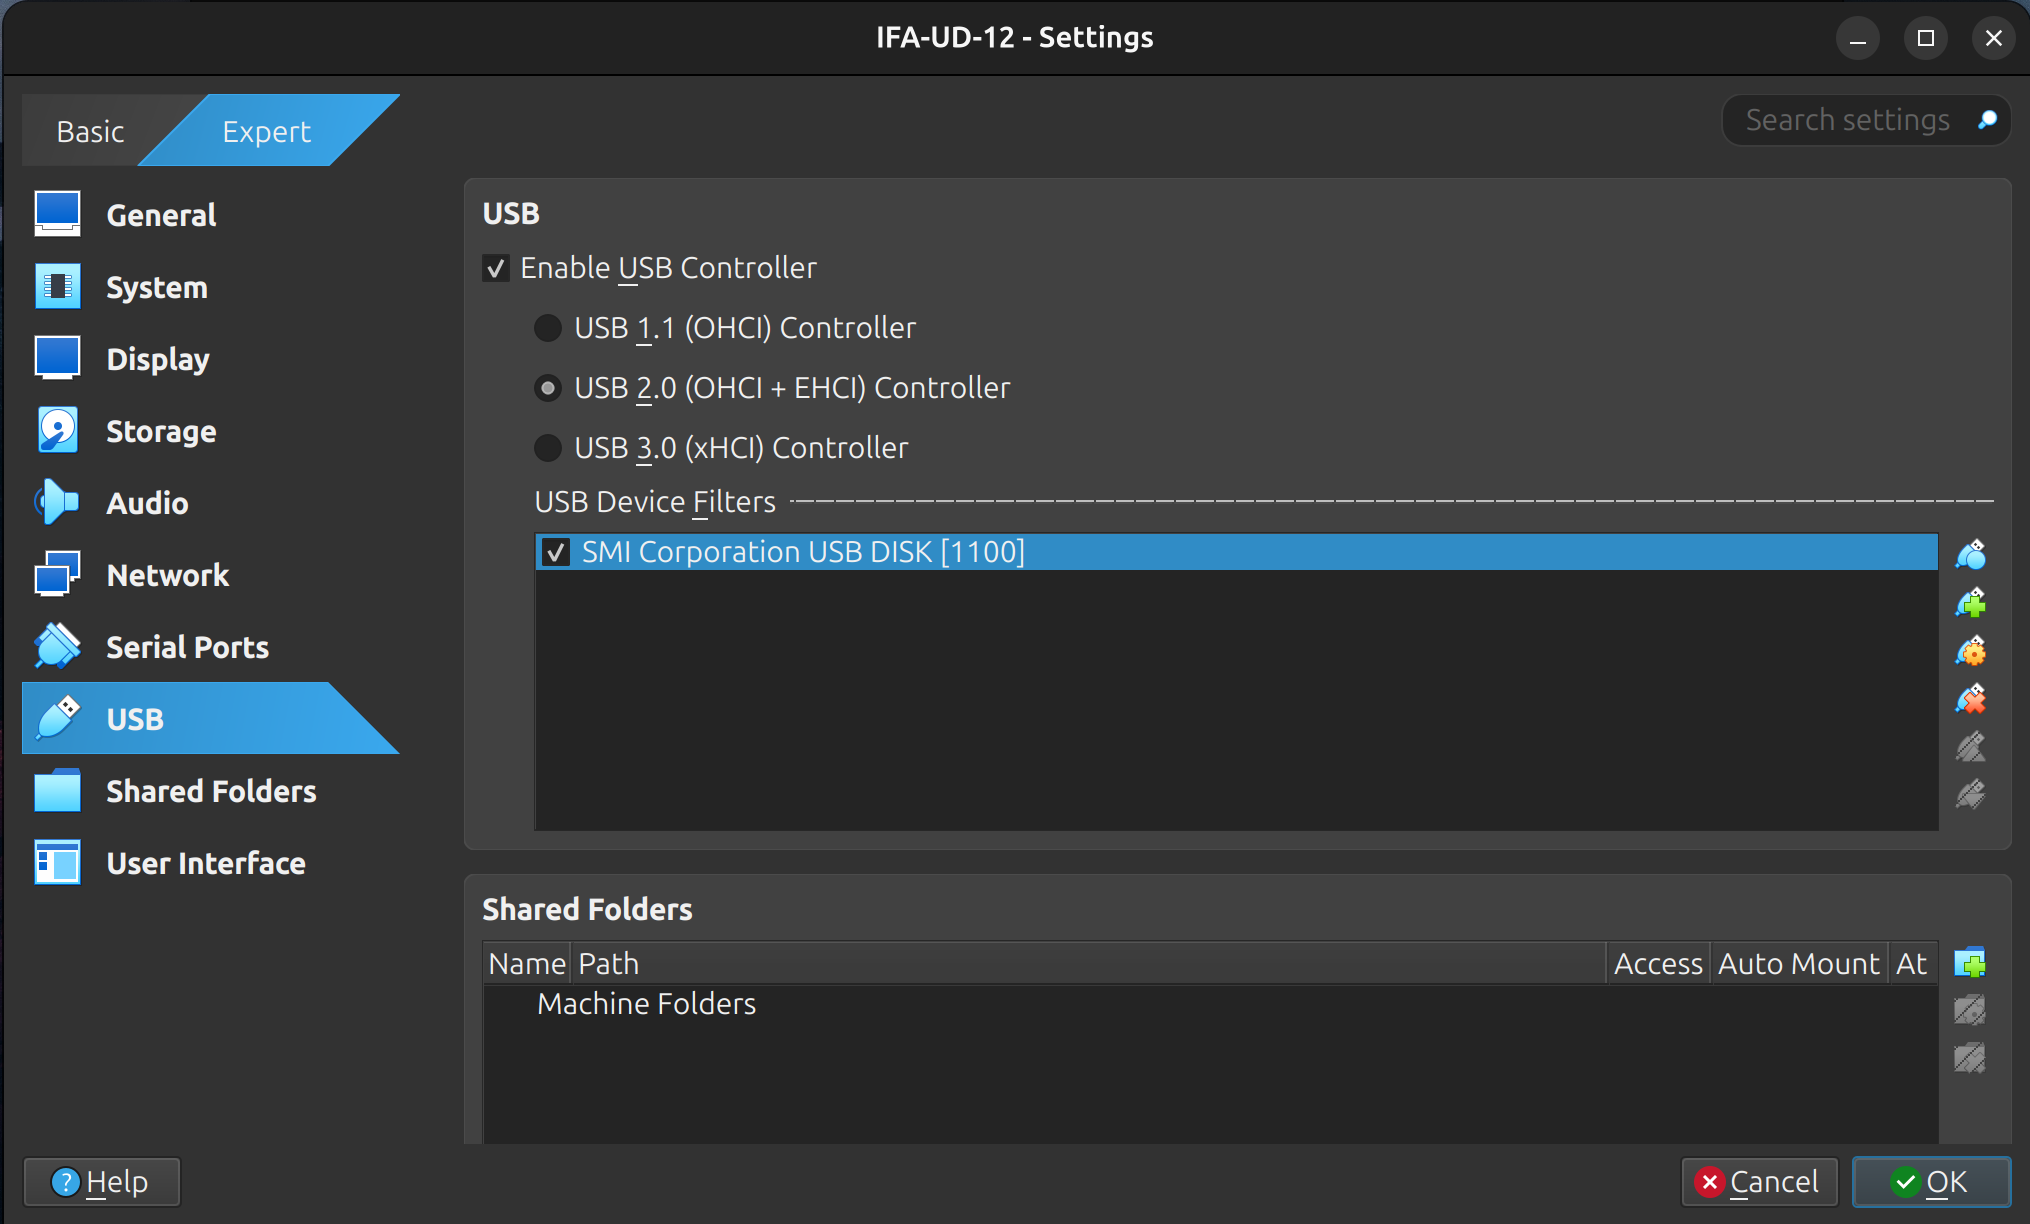 IFA-UD-12 - Settings
Basic
Expert
Search settings
General
System
Display
Storage
Audio
Network
Serial Ports
USB
Shared Folders
User Interface
USB
Enable USB Controller
USB 1.1 (OHCI) Controller
USB 2.0 (OHCI + EHCI) Controller
USB 3.0 (xHCI) Controller
USB Device Filters
SMI Corporation USB DISK [1100]
Shared Folders
Name Path Access Auto Mount At
Machine Folders
Help
Cancel
OK